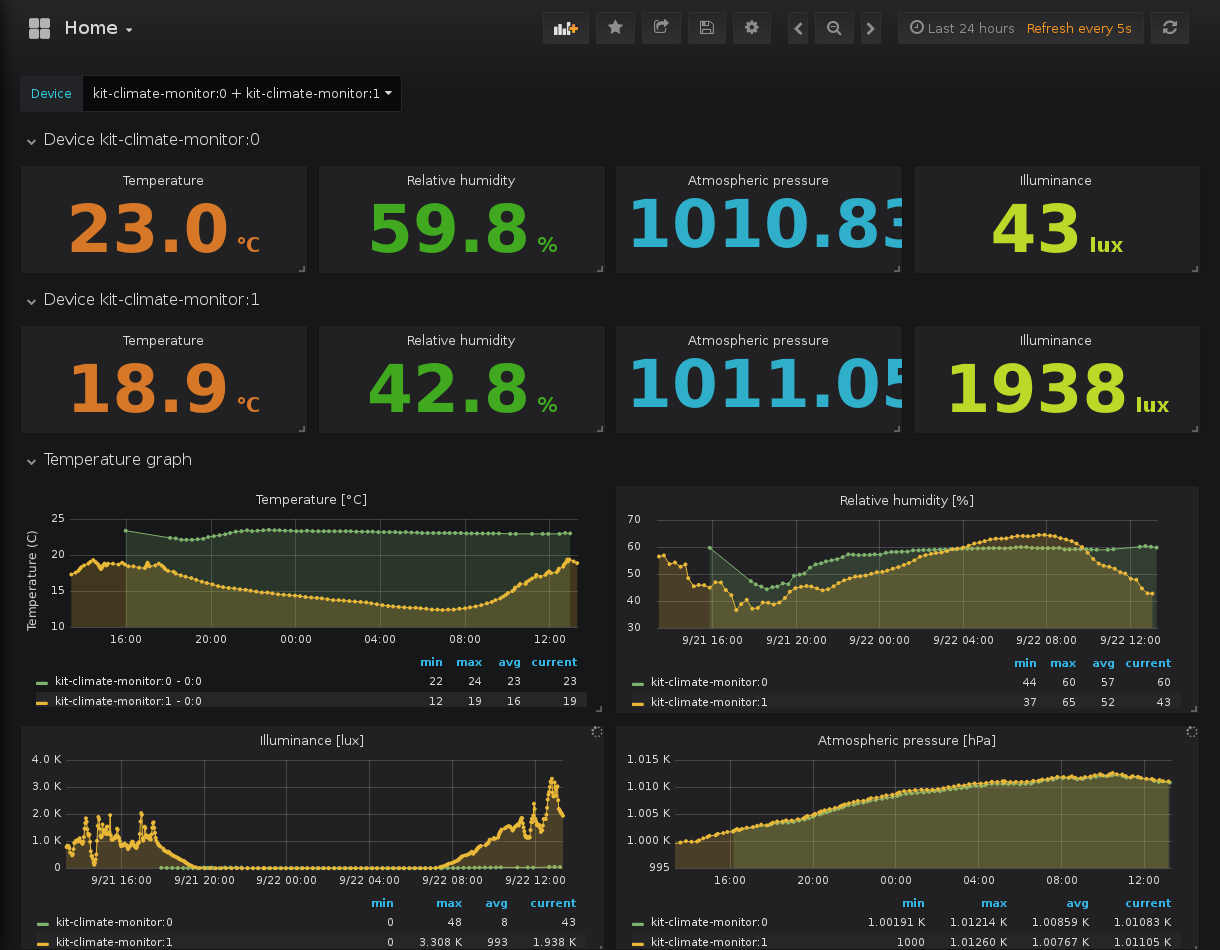 Home
Last 24 hours Refresh every 5s
Device kit-climate-monitor:0 + kit-climate-monitor:1
Device kit-climate-monitor:0
Temperature Relative humidity Atmospheric pressure Illuminance
23.0 °C 59.8 % 1010.83 43 lux
Device kit-climate-monitor:1
Temperature Relative humidity Atmospheric pressure Illuminance
18.9 °C 42.8 % 1011.05 1938 lux
Temperature graph
Temperature [°C]
Temperature (C)
25
20
15
10
16:00 20:00 00:00 04:00 08:00 12:00
min max avg current
kit-climate-monitor:0 - 0:0 22 24 23 23
kit-climate-monitor:1 - 0:0 12 19 16 19
Relative humidity [%]
70
60
50
40
30
9/21 16:00 9/21 20:00 9/22 00:00 9/22 04:00 9/22 08:00 9/22 12:00
min max avg current
kit-climate-monitor:0 44 60 57 60
kit-climate-monitor:1 37 65 52 43
Illuminance [lux]
4.0 K
3.0 K
2.0 K
1.0 K
0
9/21 16:00 9/21 20:00 9/22 00:00 9/22 04:00 9/22 08:00 9/22 12:00
min max avg current
kit-climate-monitor:0 0 48 8 43
kit-climate-monitor:1 0 3.308 K 993 1.938 K
Atmospheric pressure [hPa]
1.015 K
1.010 K
1.005 K
1.000 K
995
16:00 20:00 00:00 04:00 08:00 12:00
min max avg current
kit-climate-monitor:0 1.00191 K 1.01214 K 1.00859 K 1.01083 K
kit-climate-monitor:1 1000 1.01260 K 1.00767 K 1.01105 K